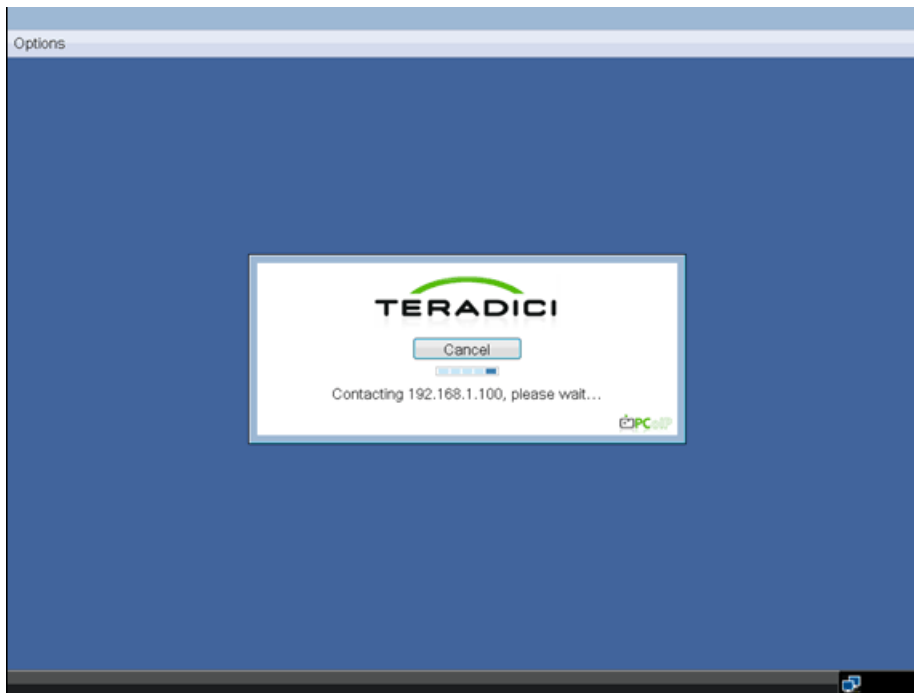 Options
TERADICI
Cancel
Contacting 192.168.1.100, please wait...
PCoIP